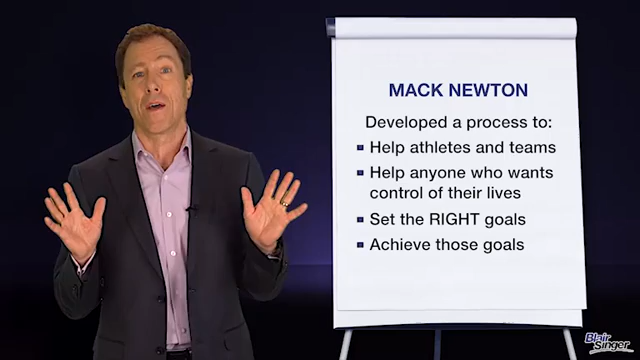 MACK NEWTON
Developed a process to:
Help athletes and teams
Help anyone who wants
control of their lives
Set the RIGHT goals
Achieve those goals
Blair
Singer